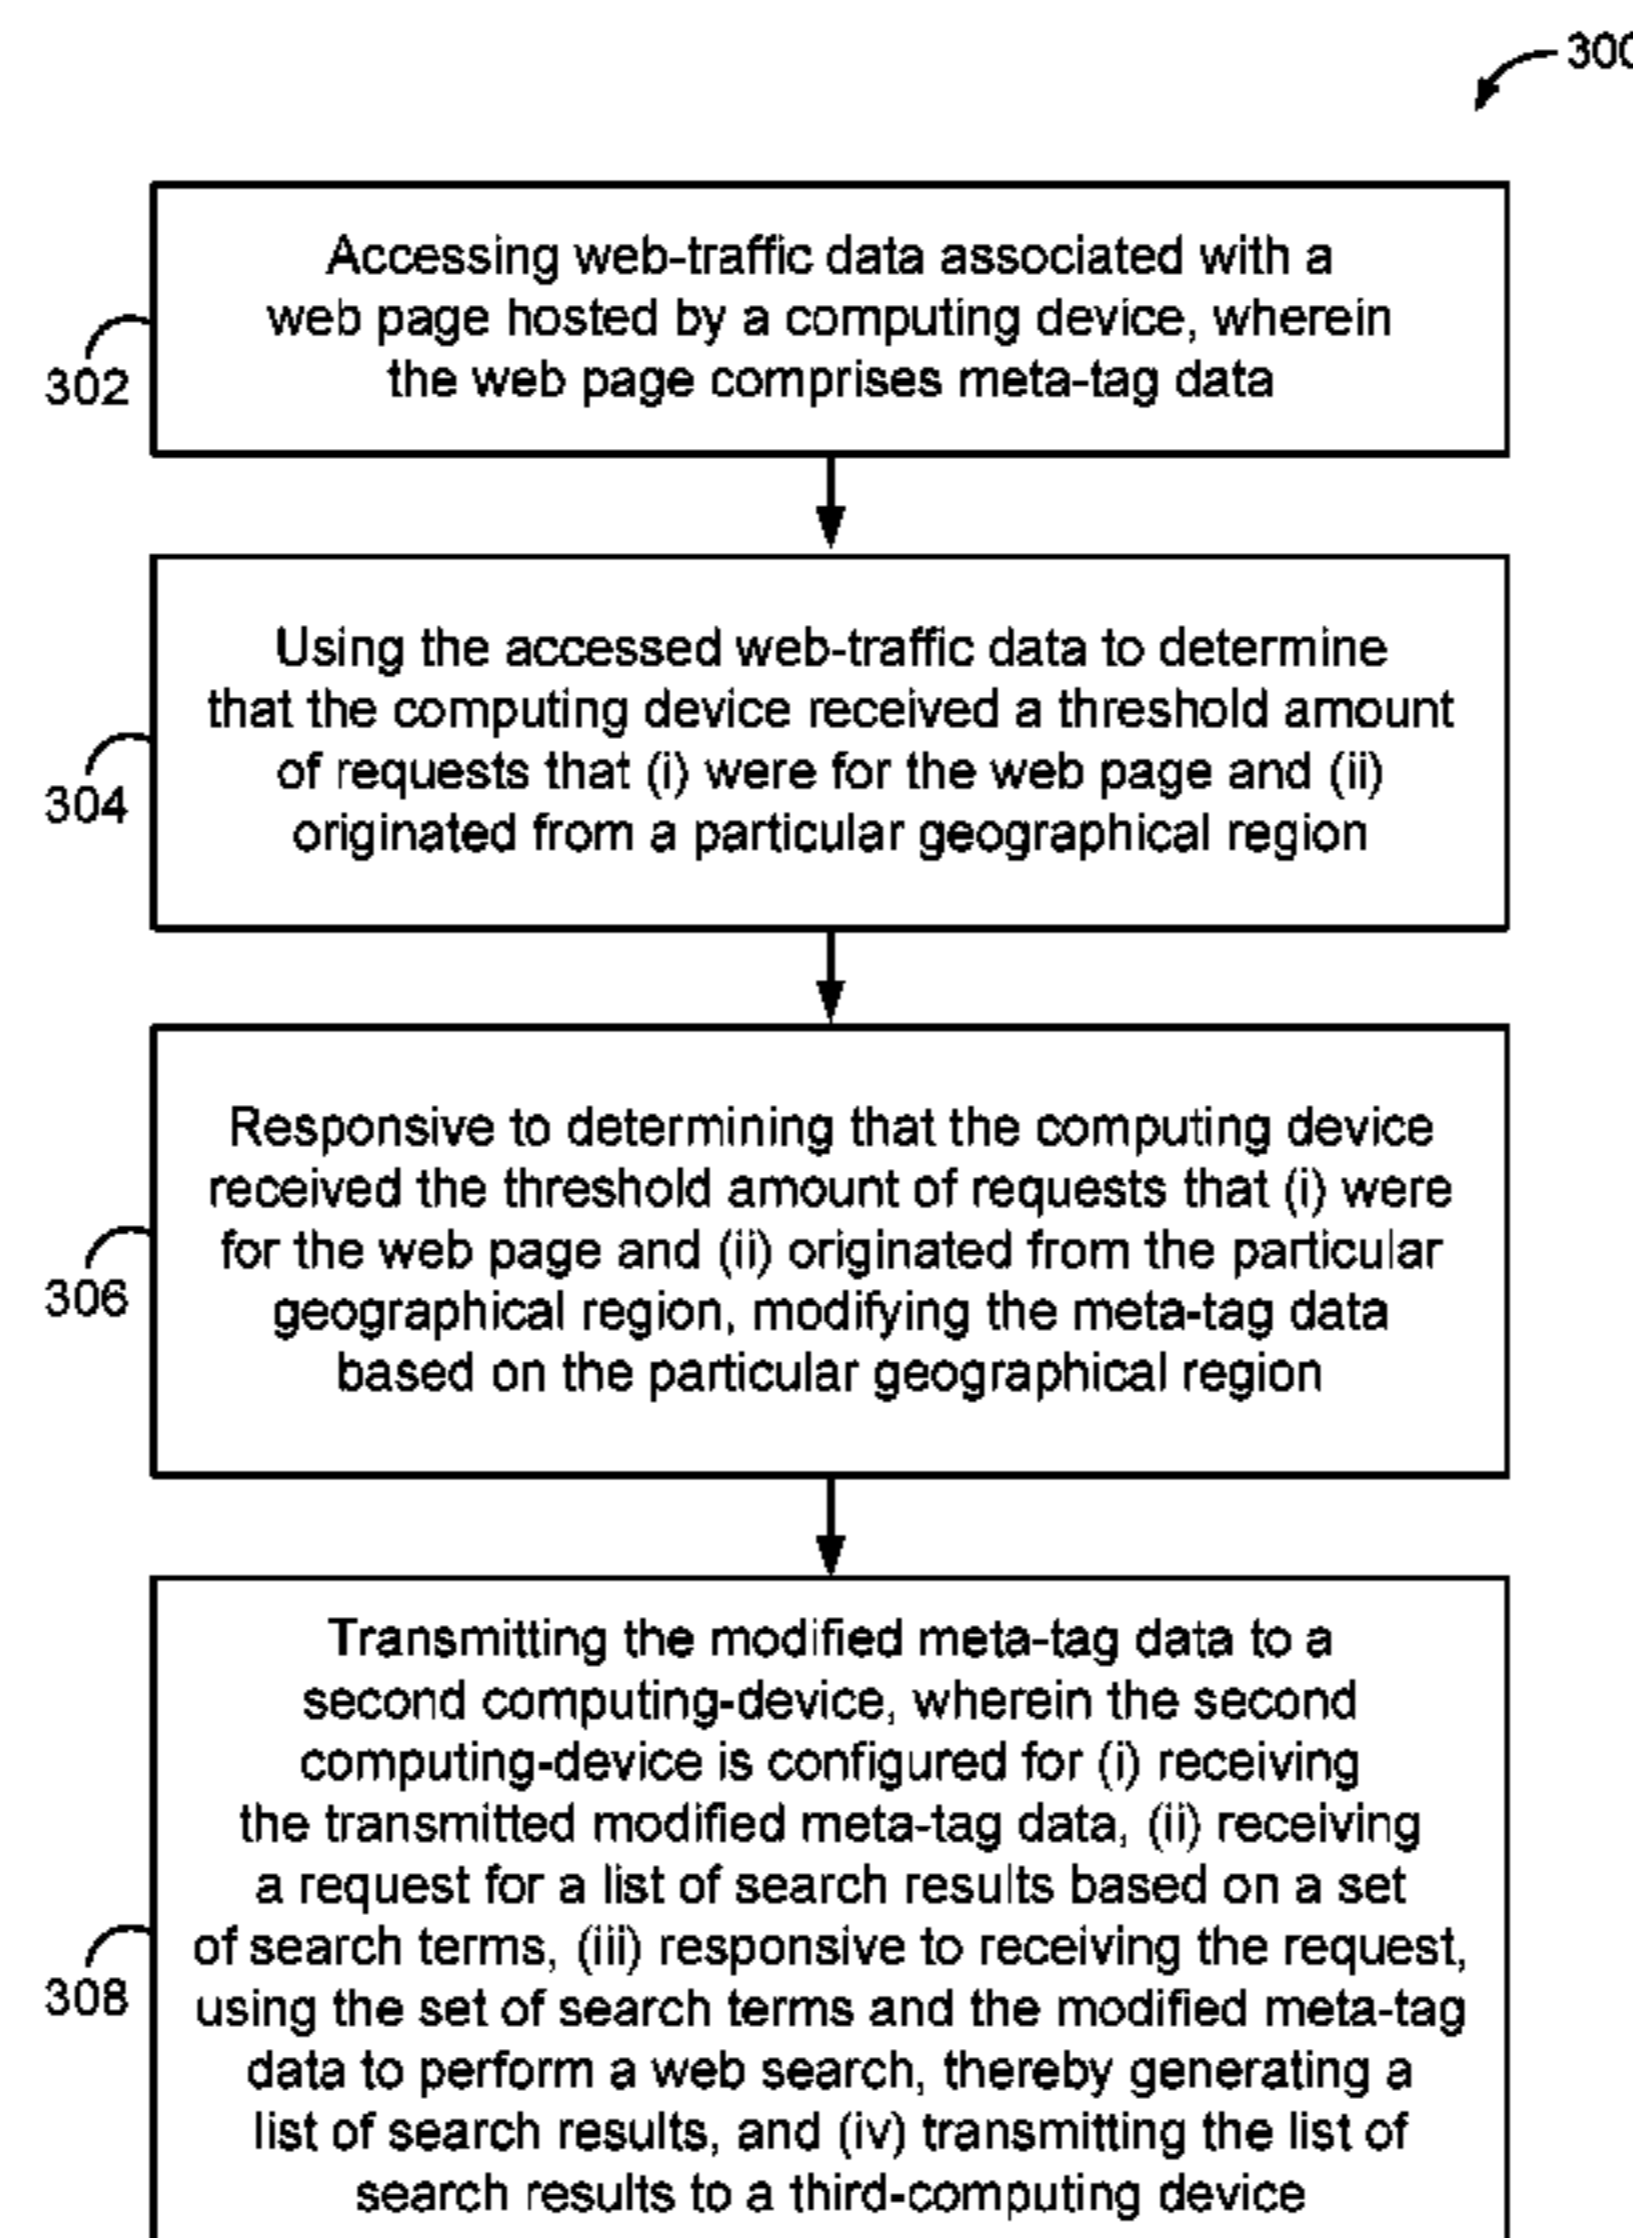 300
Accessing web-traffic data associated with a
web page hosted by a computing device, wherein
the web page comprises meta-tag data
302
Using the accessed web-traffic data to determine
that the computing device received a threshold amount
of requests that (i) were for the web page and (ii)
originated from a particular geographical region
304
Responsive to determining that the computing device
received the threshold amount of requests that (i) were
for the web page and (ii) originated from the particular
geographical region, modifying the meta-tag data
based on the particular geographical region
306
Transmitting the modified meta-tag data to a
second computing-device, wherein the second
computing-device is configured for (i) receiving
the transmitted modified meta-tag data, (ii) receiving
a request for a list of search results based on a set
of search terms, (iii) responsive to receiving the request,
using the set of search terms and the modified meta-tag
data to perform a web search, thereby generating a
list of search results, and (iv) transmitting the list of
search results to a third-computing device
308